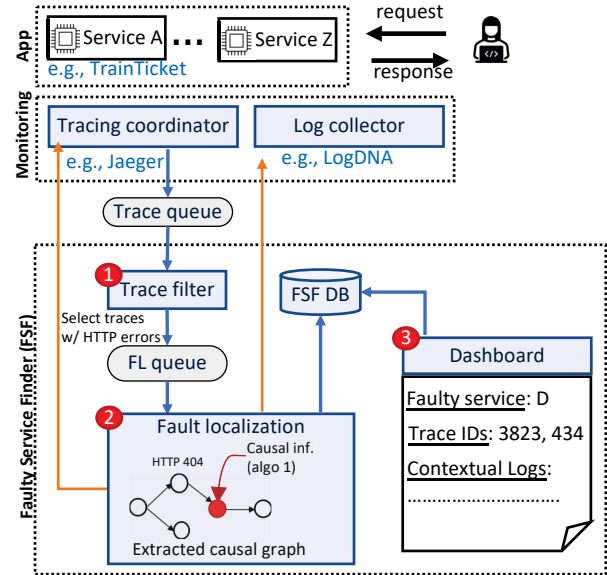 App
Service A
...
Service Z
e.g., TrainTicket
request
response
</>
Monitoring
Tracing coordinator
Log collector
e.g., Jaeger
e.g., LogDNA
Trace queue
Faulty Service Finder (FSF)
1
Trace filter
FSF DB
Select traces
w/ HTTP errors
FL queue
3
Dashboard
Faulty service: D
Trace IDs: 3823, 434
Contextual Logs:
.............................
2
Fault localization
Causal inf.
(algo 1)
HTTP 404
Extracted causal graph